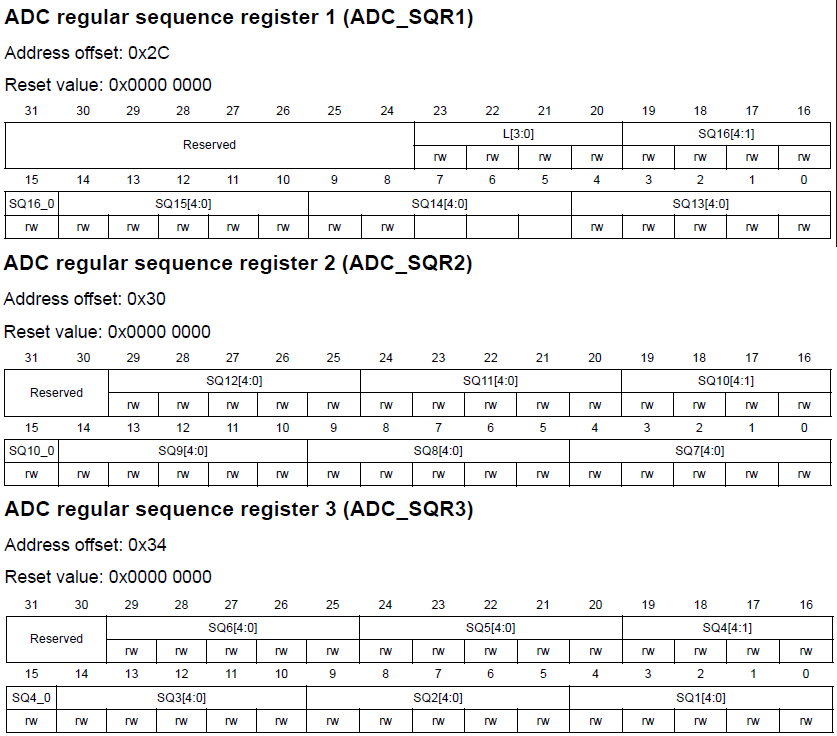 ADC regular sequence register 1 (ADC_SQR1)
Address offset: 0x2C
Reset value: 0x0000 0000
31 30 29 28 27 26 25 24 23 22 21 20 19 18 17 16
Reserved L[3:0] SQ16[4:1]
rw rw rw rw rw rw rw rw
15 14 13 12 11 10 9 8 7 6 5 4 3 2 1 0
SQ16_0 SQ15[4:0] SQ14[4:0] SQ13[4:0]
rw rw rw rw rw rw rw rw rw rw rw rw rw
ADC regular sequence register 2 (ADC_SQR2)
Address offset: 0x30
Reset value: 0x0000 0000
31 30 29 28 27 26 25 24 23 22 21 20 19 18 17 16
Reserved SQ12[4:0] SQ11[4:0] SQ10[4:1]
rw rw rw rw rw rw rw rw rw rw rw rw rw rw
15 14 13 12 11 10 9 8 7 6 5 4 3 2 1 0
SQ10_0 SQ9[4:0] SQ8[4:0] SQ7[4:0]
rw rw rw rw rw rw rw rw rw rw rw rw rw rw rw rw
ADC regular sequence register 3 (ADC_SQR3)
Address offset: 0x34
Reset value: 0x0000 0000
31 30 29 28 27 26 25 24 23 22 21 20 19 18 17 16
Reserved SQ6[4:0] SQ5[4:0] SQ4[4:1]
rw rw rw rw rw rw rw rw rw rw rw rw rw rw
15 14 13 12 11 10 9 8 7 6 5 4 3 2 1 0
SQ4_0 SQ3[4:0] SQ2[4:0] SQ1[4:0]
rw rw rw rw rw rw rw rw rw rw rw rw rw rw rw rw